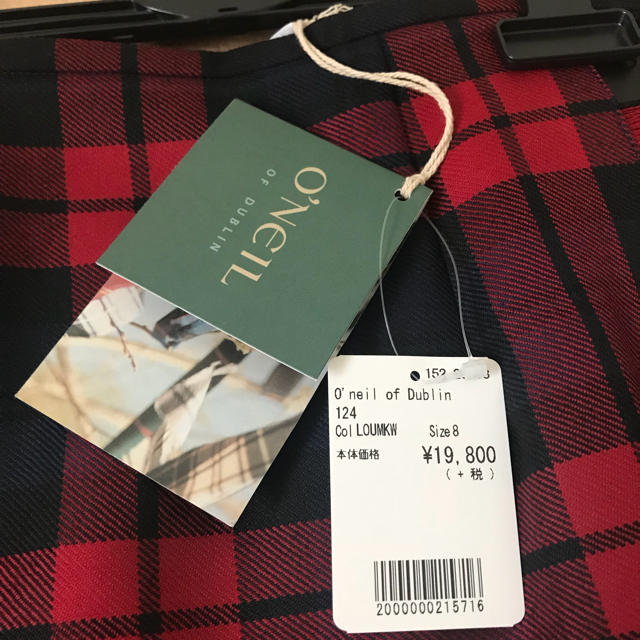 O'NEIL
OF DUBLIN
O'neil of Dublin
124
Col LOUMKW Size 8
本体価格 ¥19,800
( + 税 )
2000000215716